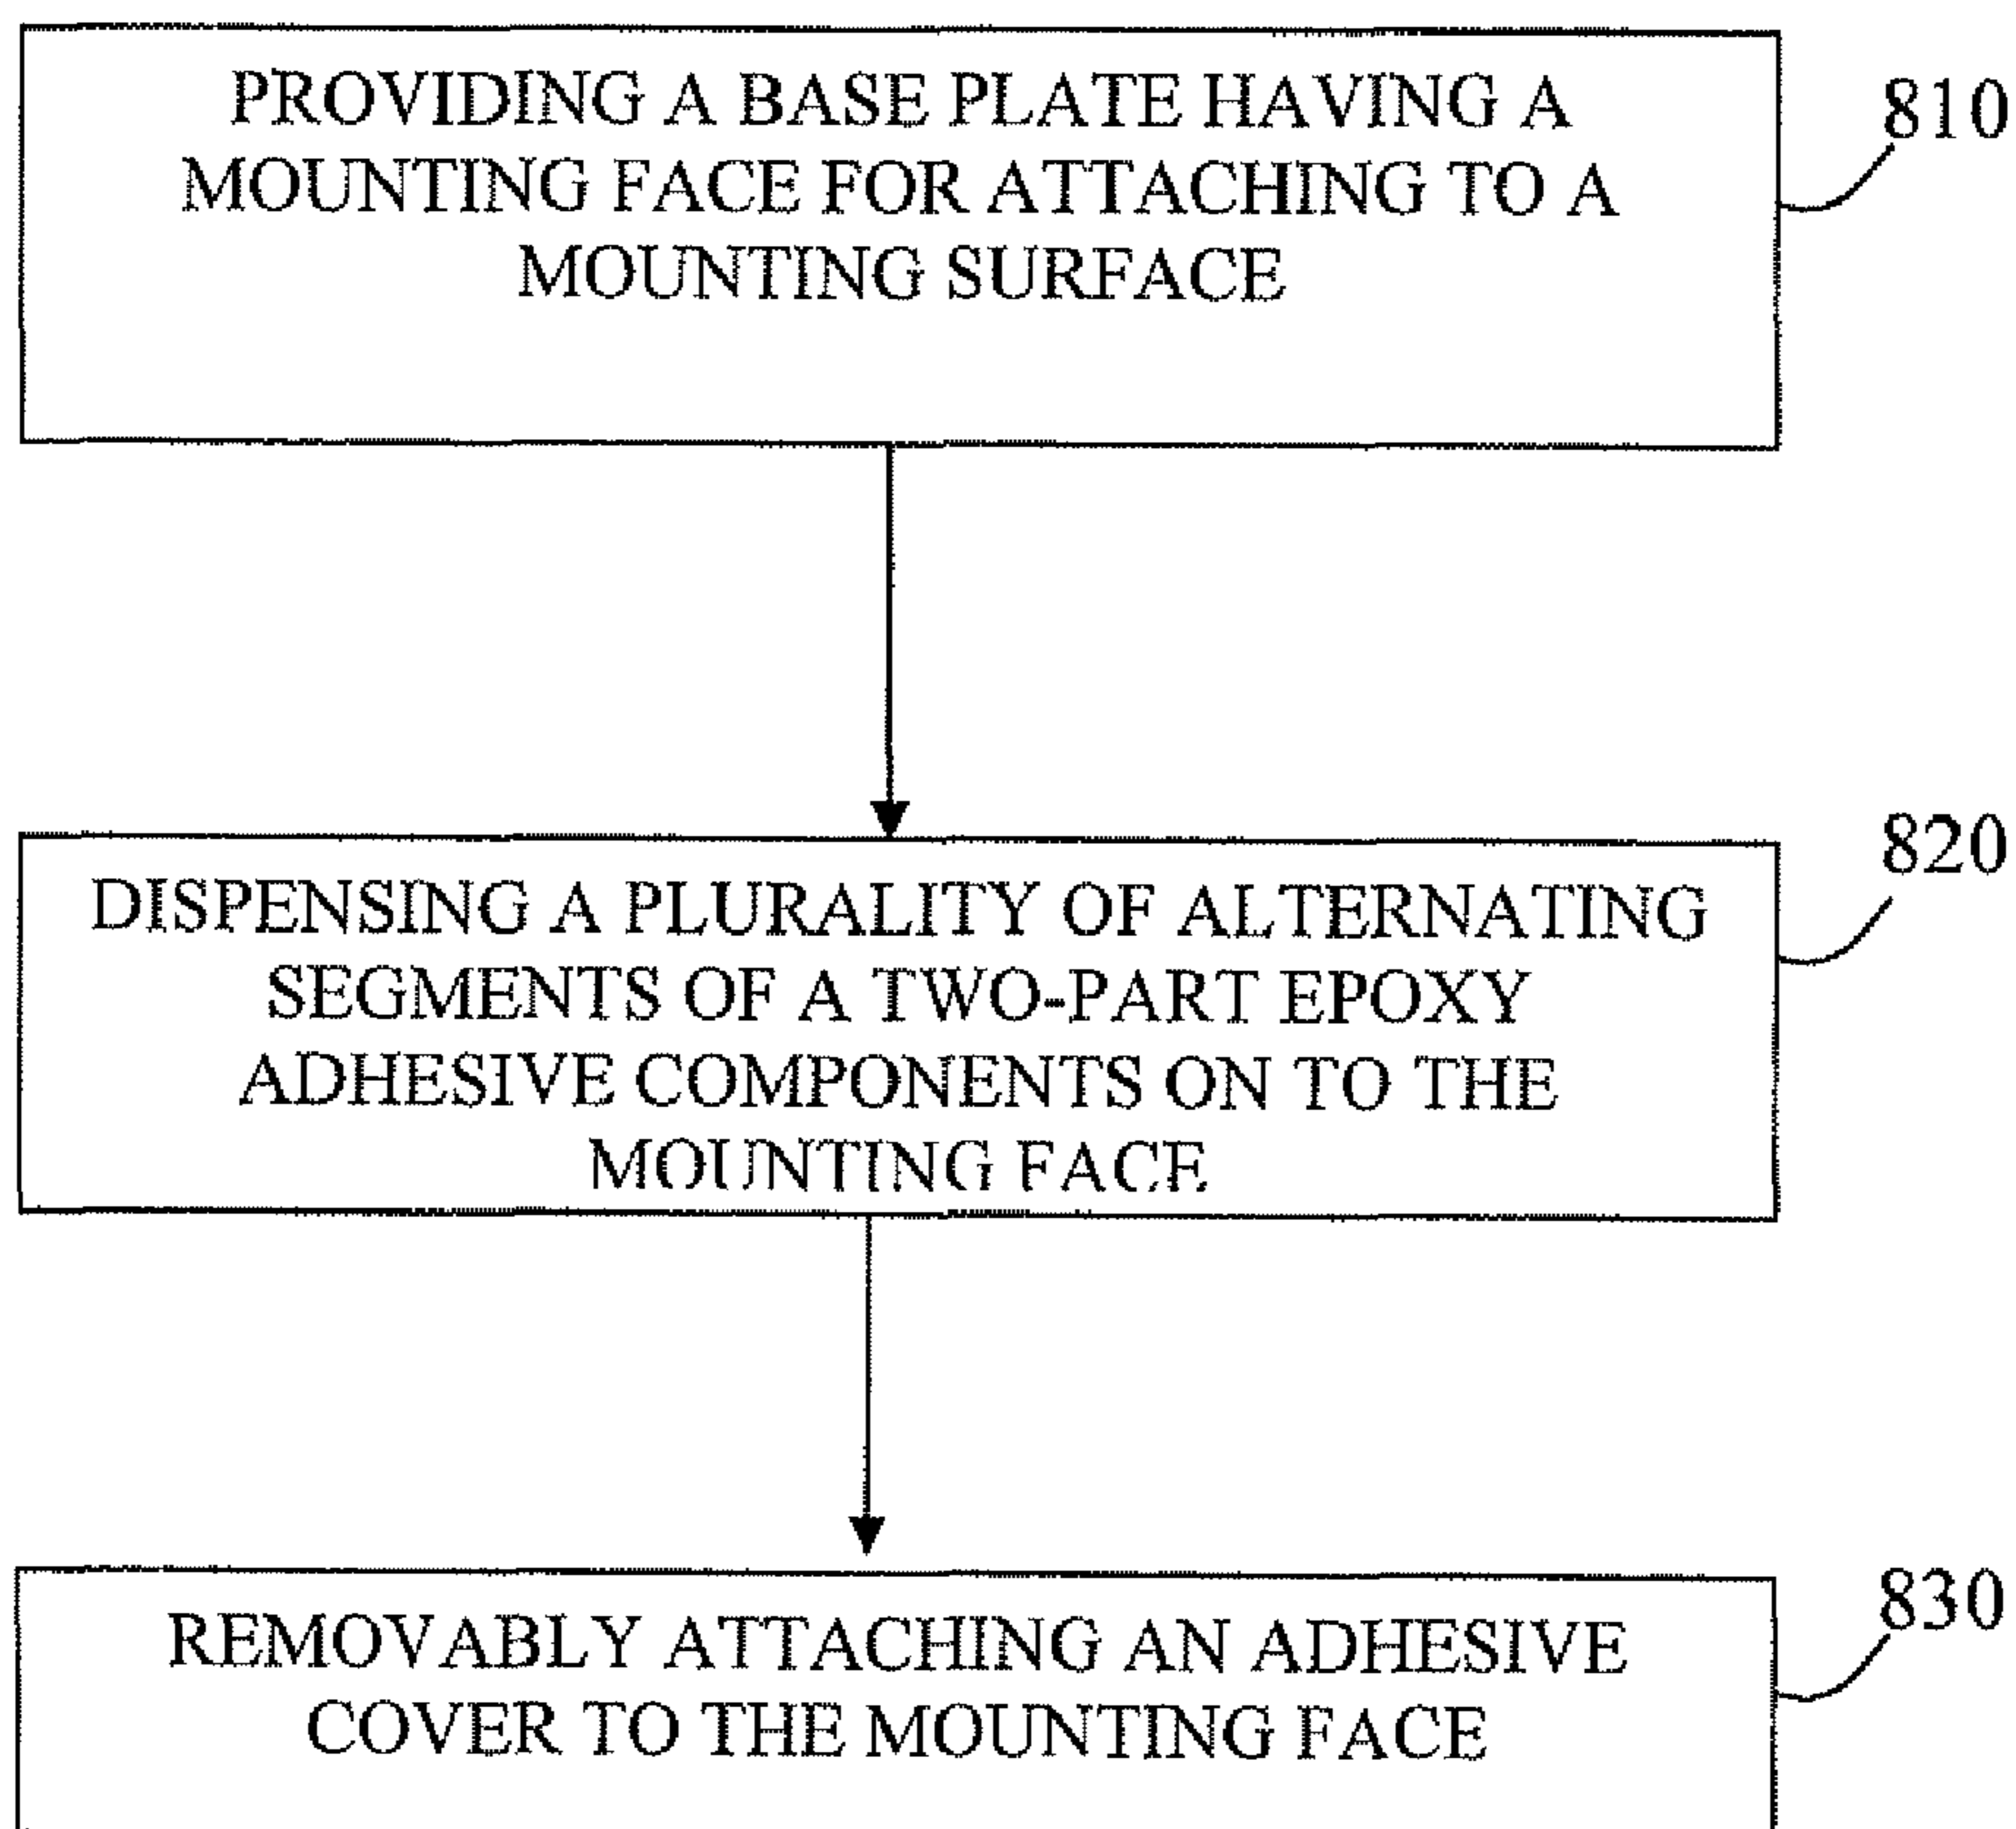 PROVIDING A BASE PLATE HAVING A
MOUNTING FACE FOR ATTACHING TO A
MOUNTING SURFACE
810
DISPENSING A PLURALITY OF ALTERNATING
SEGMENTS OF A TWO-PART EPOXY
ADHESIVE COMPONENTS ON TO THE
MOUNTING FACE
820
REMOVABLY ATTACHING AN ADHESIVE
COVER TO THE MOUNTING FACE
830